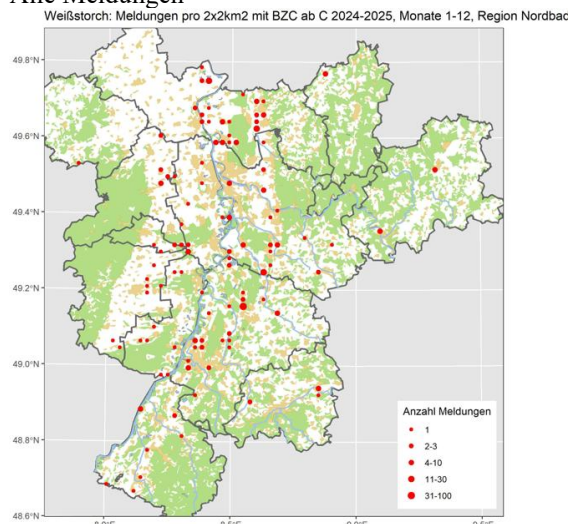 Alle Meldungen
Weißstorch: Meldungen pro 2x2km2 mit BZC ab C 2024-2025, Monate 1-12, Region Nordbad
49.8°N
49.6°N
49.4°N
49.2°N
49.0°N
48.8°N
48.6°N
Anzahl Meldungen
1
2-3
4-10
11-30
31-100